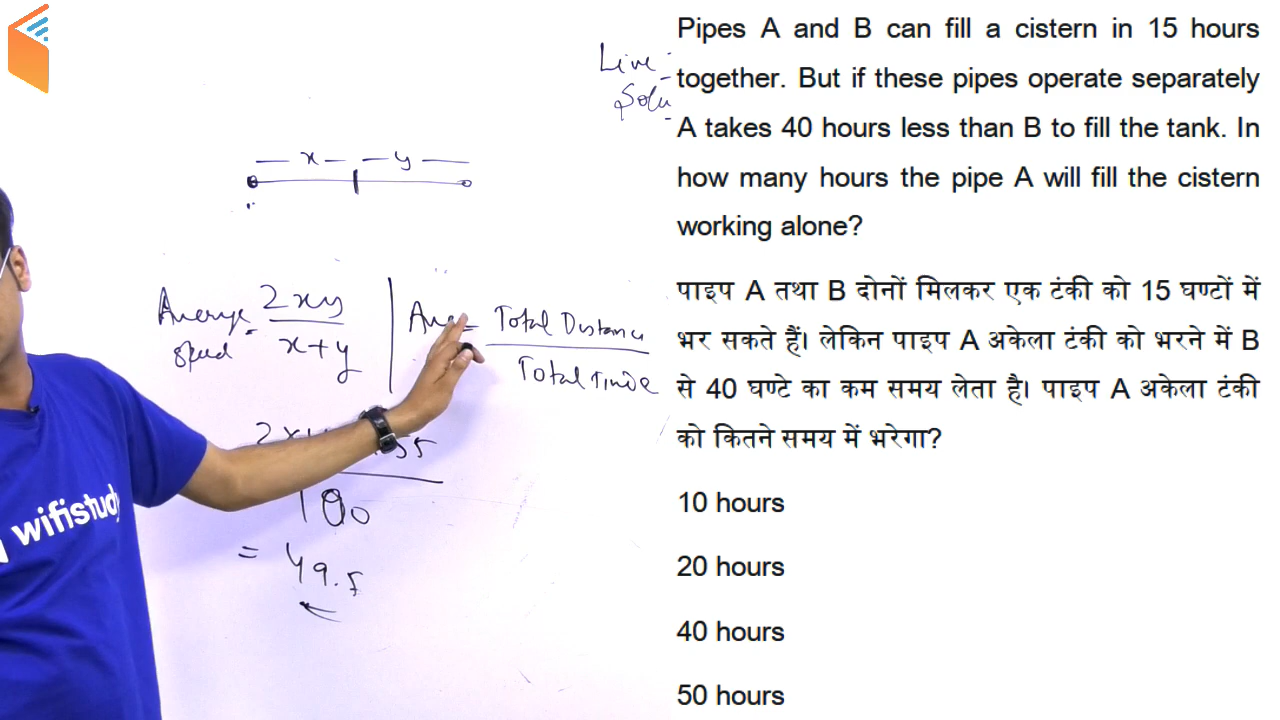 Live
Solu
x y
Average speed = 2xy / x+y
Total Distance
Total Time
= 49.5
wifistudy
Pipes A and B can fill a cistern in 15 hours
together. But if these pipes operate separately
A takes 40 hours less than B to fill the tank. In
how many hours the pipe A will fill the cistern
working alone?
पाइप A तथा B दोनों मिलकर एक टंकी को 15 घण्टों में
भर सकते हैं। लेकिन पाइप A अकेला टंकी को भरने में B
से 40 घण्टे का कम समय लेता है। पाइप A अकेला टंकी
को कितने समय में भरेगा?
10 hours
20 hours
40 hours
50 hours